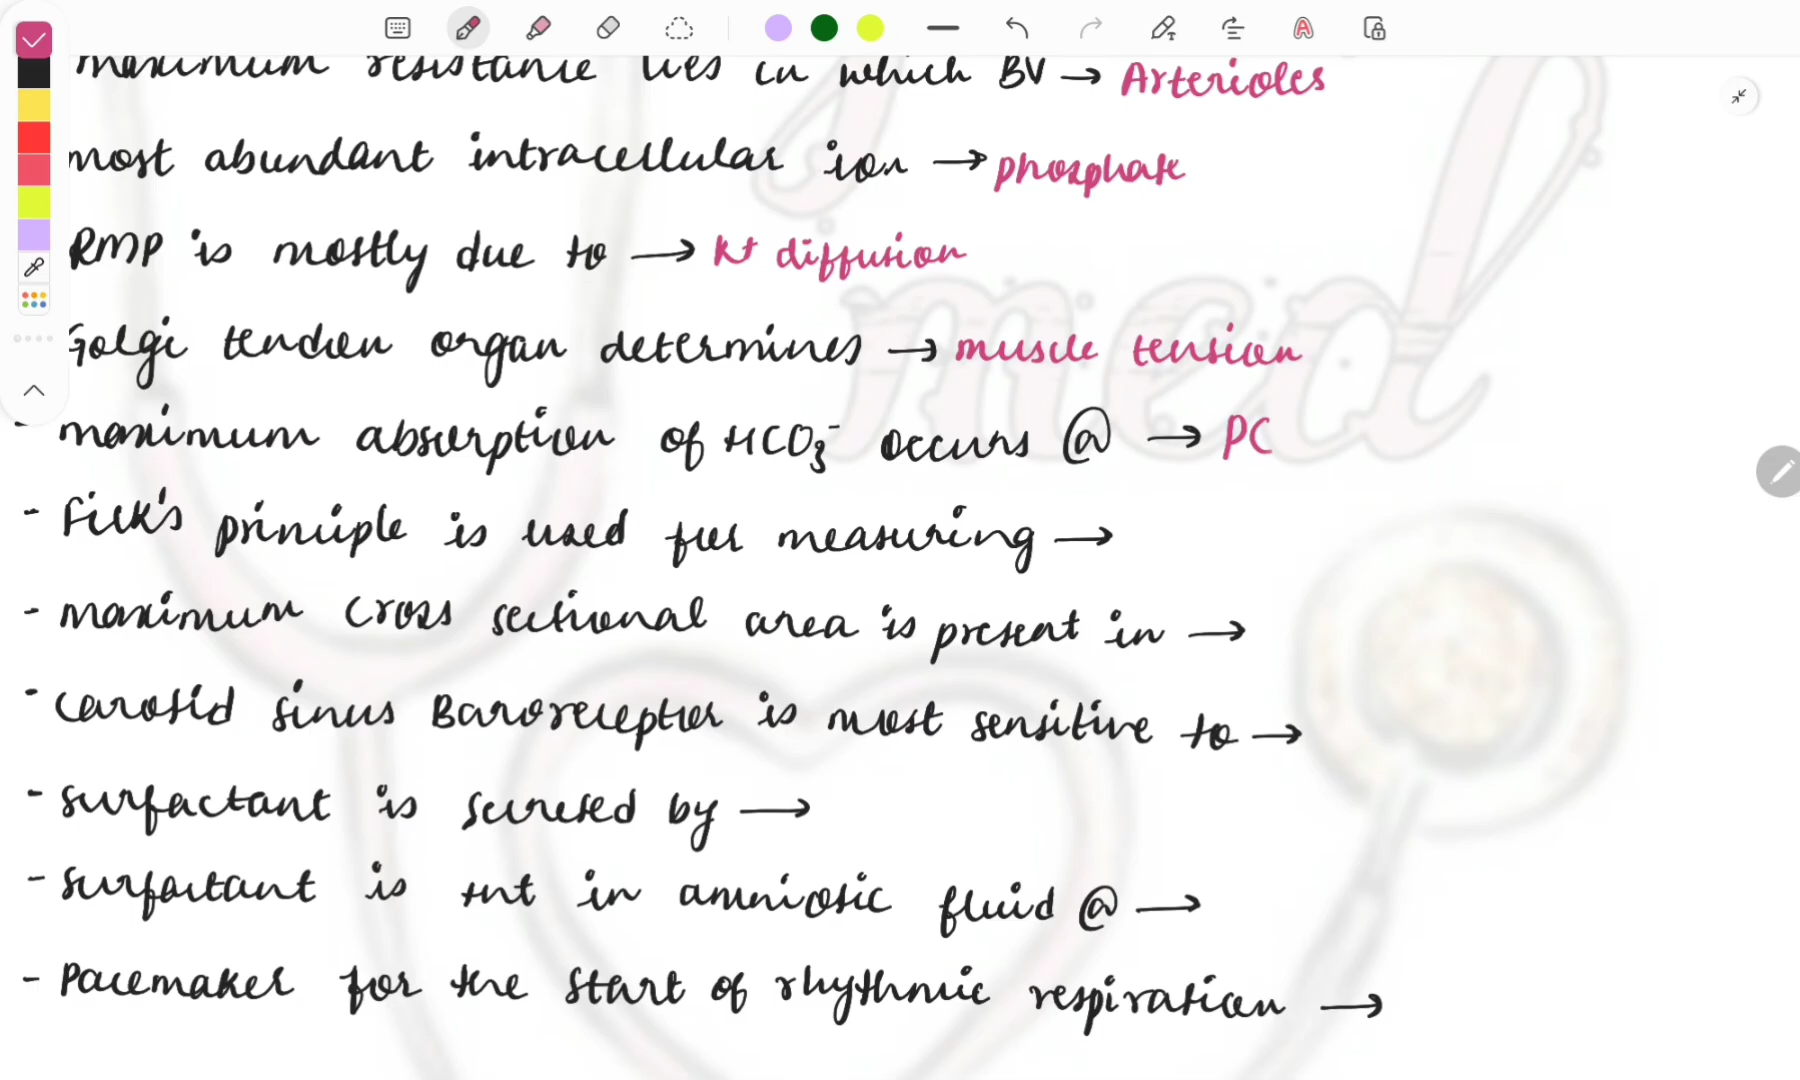 maximum resistance lies in which BV → Arterioles
most abundant intracellular ion → phosphate
RMP is mostly due to → K+ diffusion
Golgi tendon organ determines → muscle tension
maximum absorption of HCO3- occurs @ → PC
- Fick's principle is used for measuring →
- maximum cross sectional area is present in →
- carotid sinus Baroreceptor is most sensitive to →
- surfactant is secreted by →
- surfactant is in amniotic fluid @ →
- Pacemaker for the start of rhythmic respiration →
med